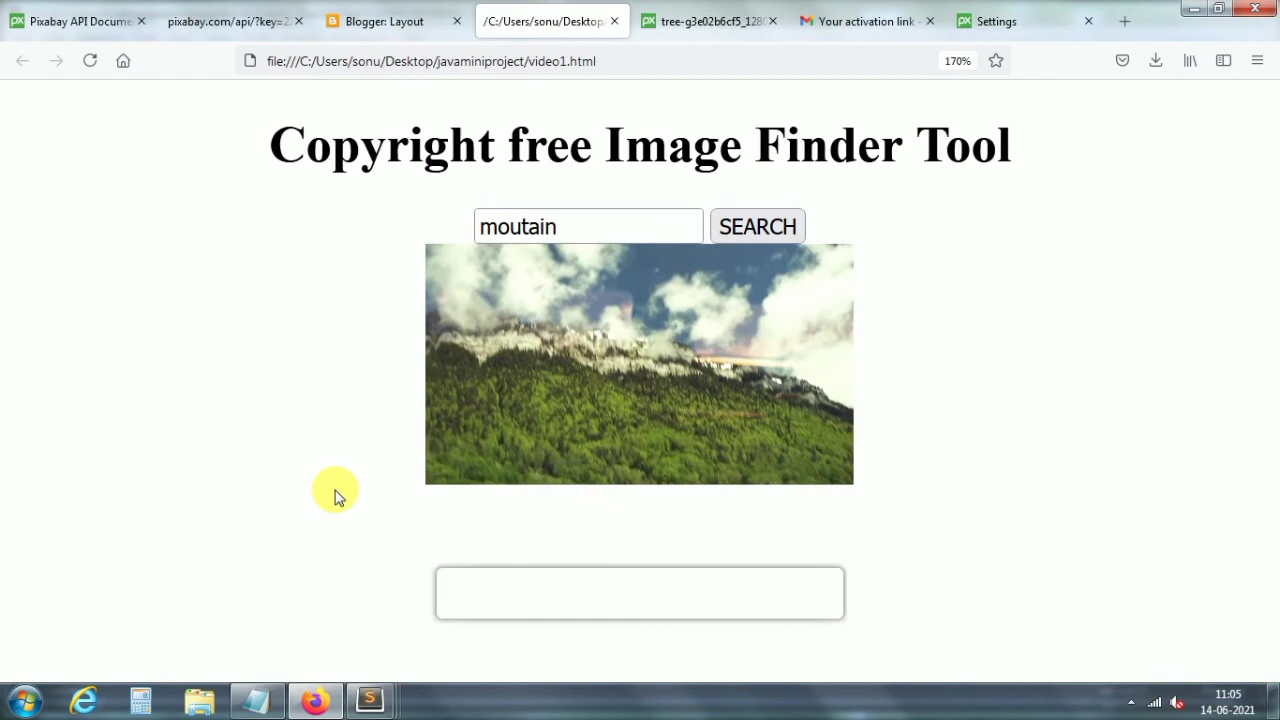 Pixabay API Docume
pixabay.com/api/?key=2
Blogger: Layout
/C:/Users/sonu/Desktop
tree-g3e02b6cf5_1280
Your activation link -
Settings
file:///C:/Users/sonu/Desktop/javaminiproject/video1.html
170%
Copyright free Image Finder Tool
moutain
SEARCH
11:05
14-06-2021